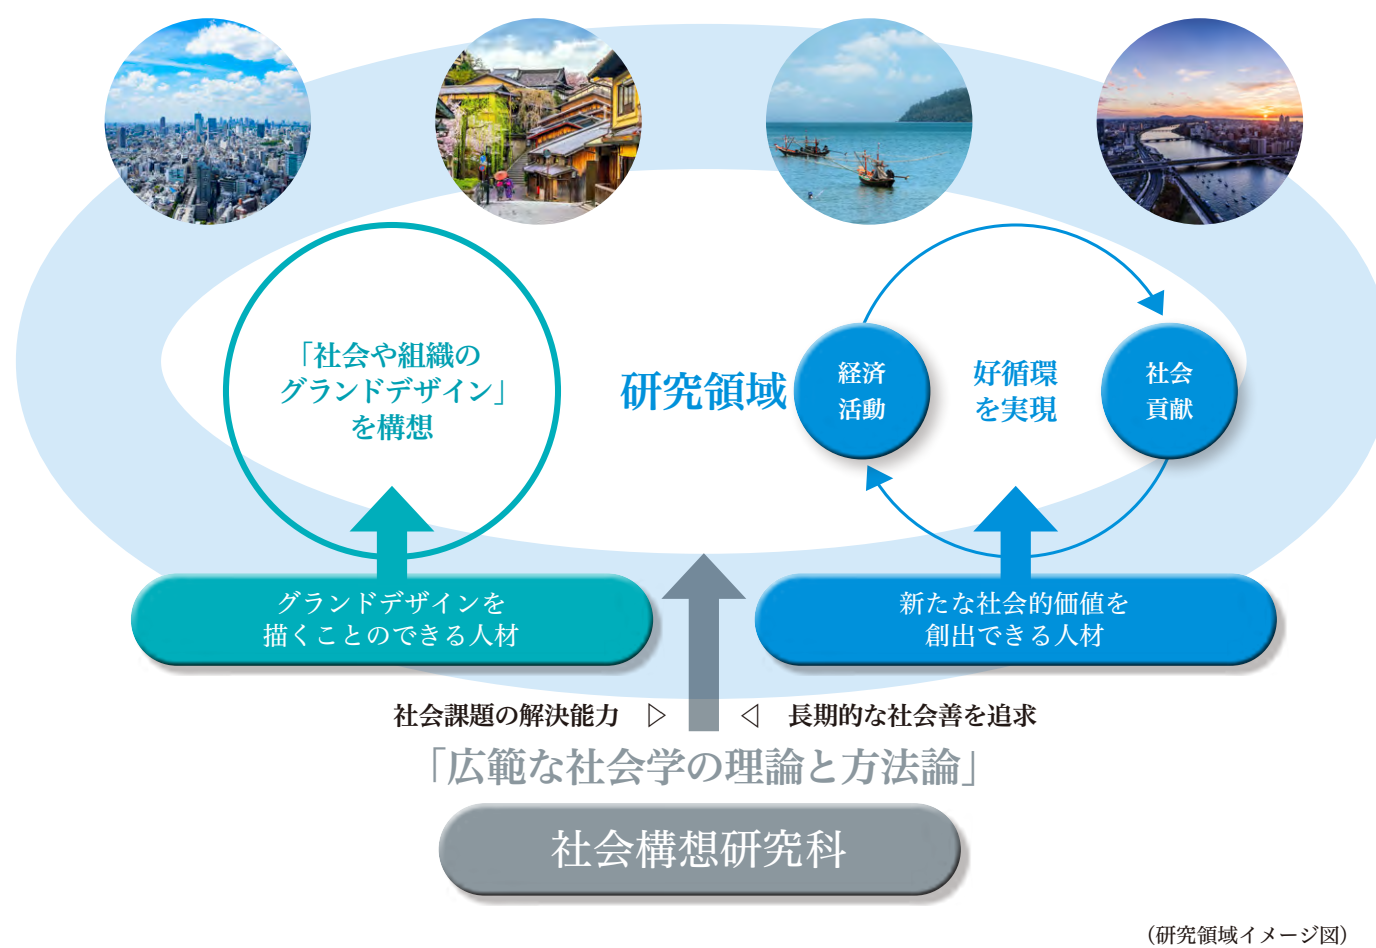 「社会や組織の
グランドデザイン」
を構想
研究領域
経済
活動
好循環
を実現
社会
貢献
グランドデザインを
描くことのできる人材
新たな社会的価値を
創出できる人材
社会課題の解決能力 ▷ ◁ 長期的な社会善を追求
「広範な社会学の理論と方法論」
社会構想研究科
（研究領域イメージ図）